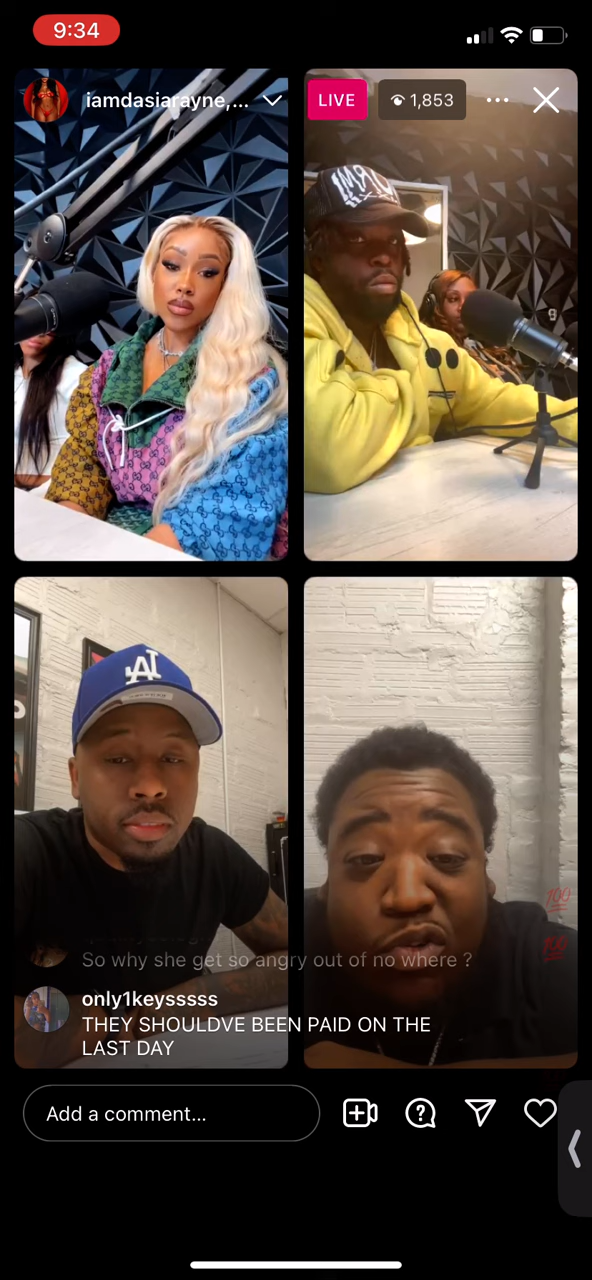 9:34
iamdasiarayne,...
LIVE
1,853
So why she get so angry out of no where ?
only1keysssss
THEY SHOULDVE BEEN PAID ON THE
LAST DAY
Add a comment...